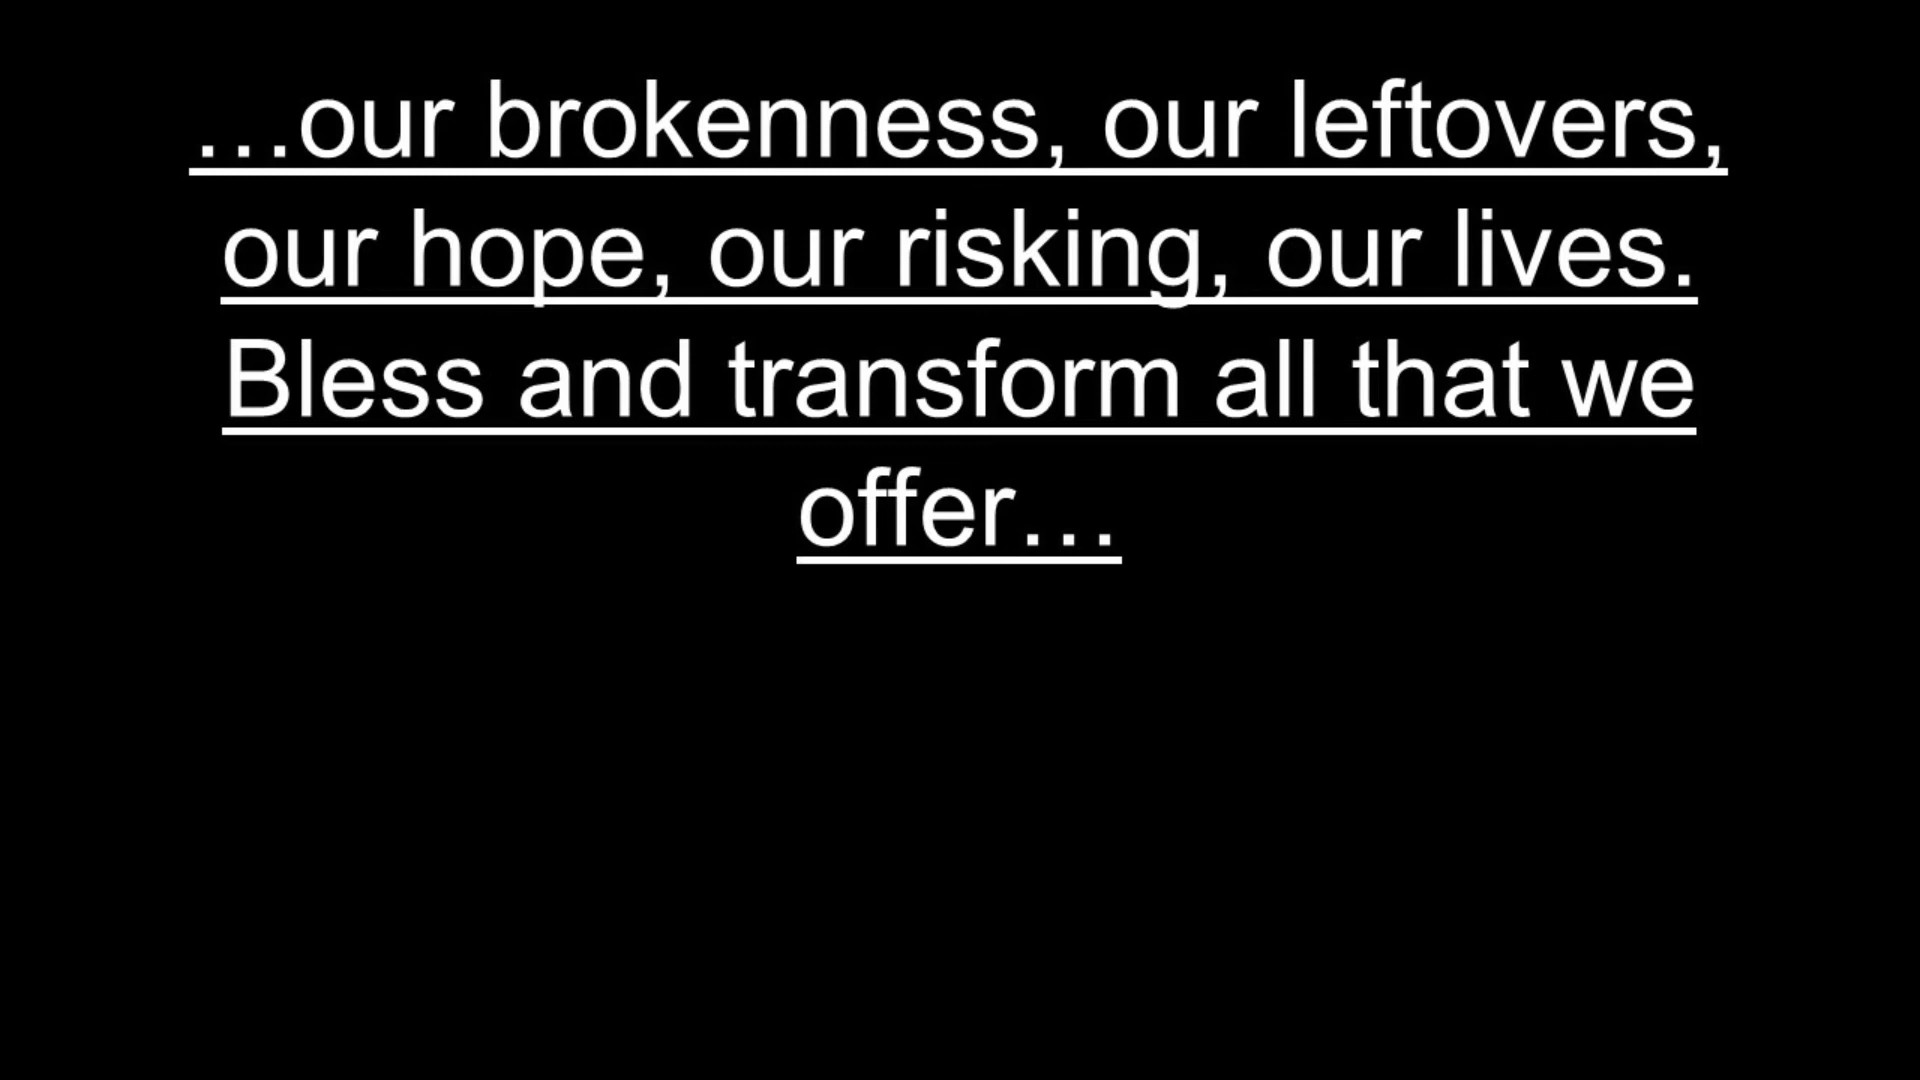 …our brokenness, our leftovers,
our hope, our risking, our lives.
Bless and transform all that we
offer…